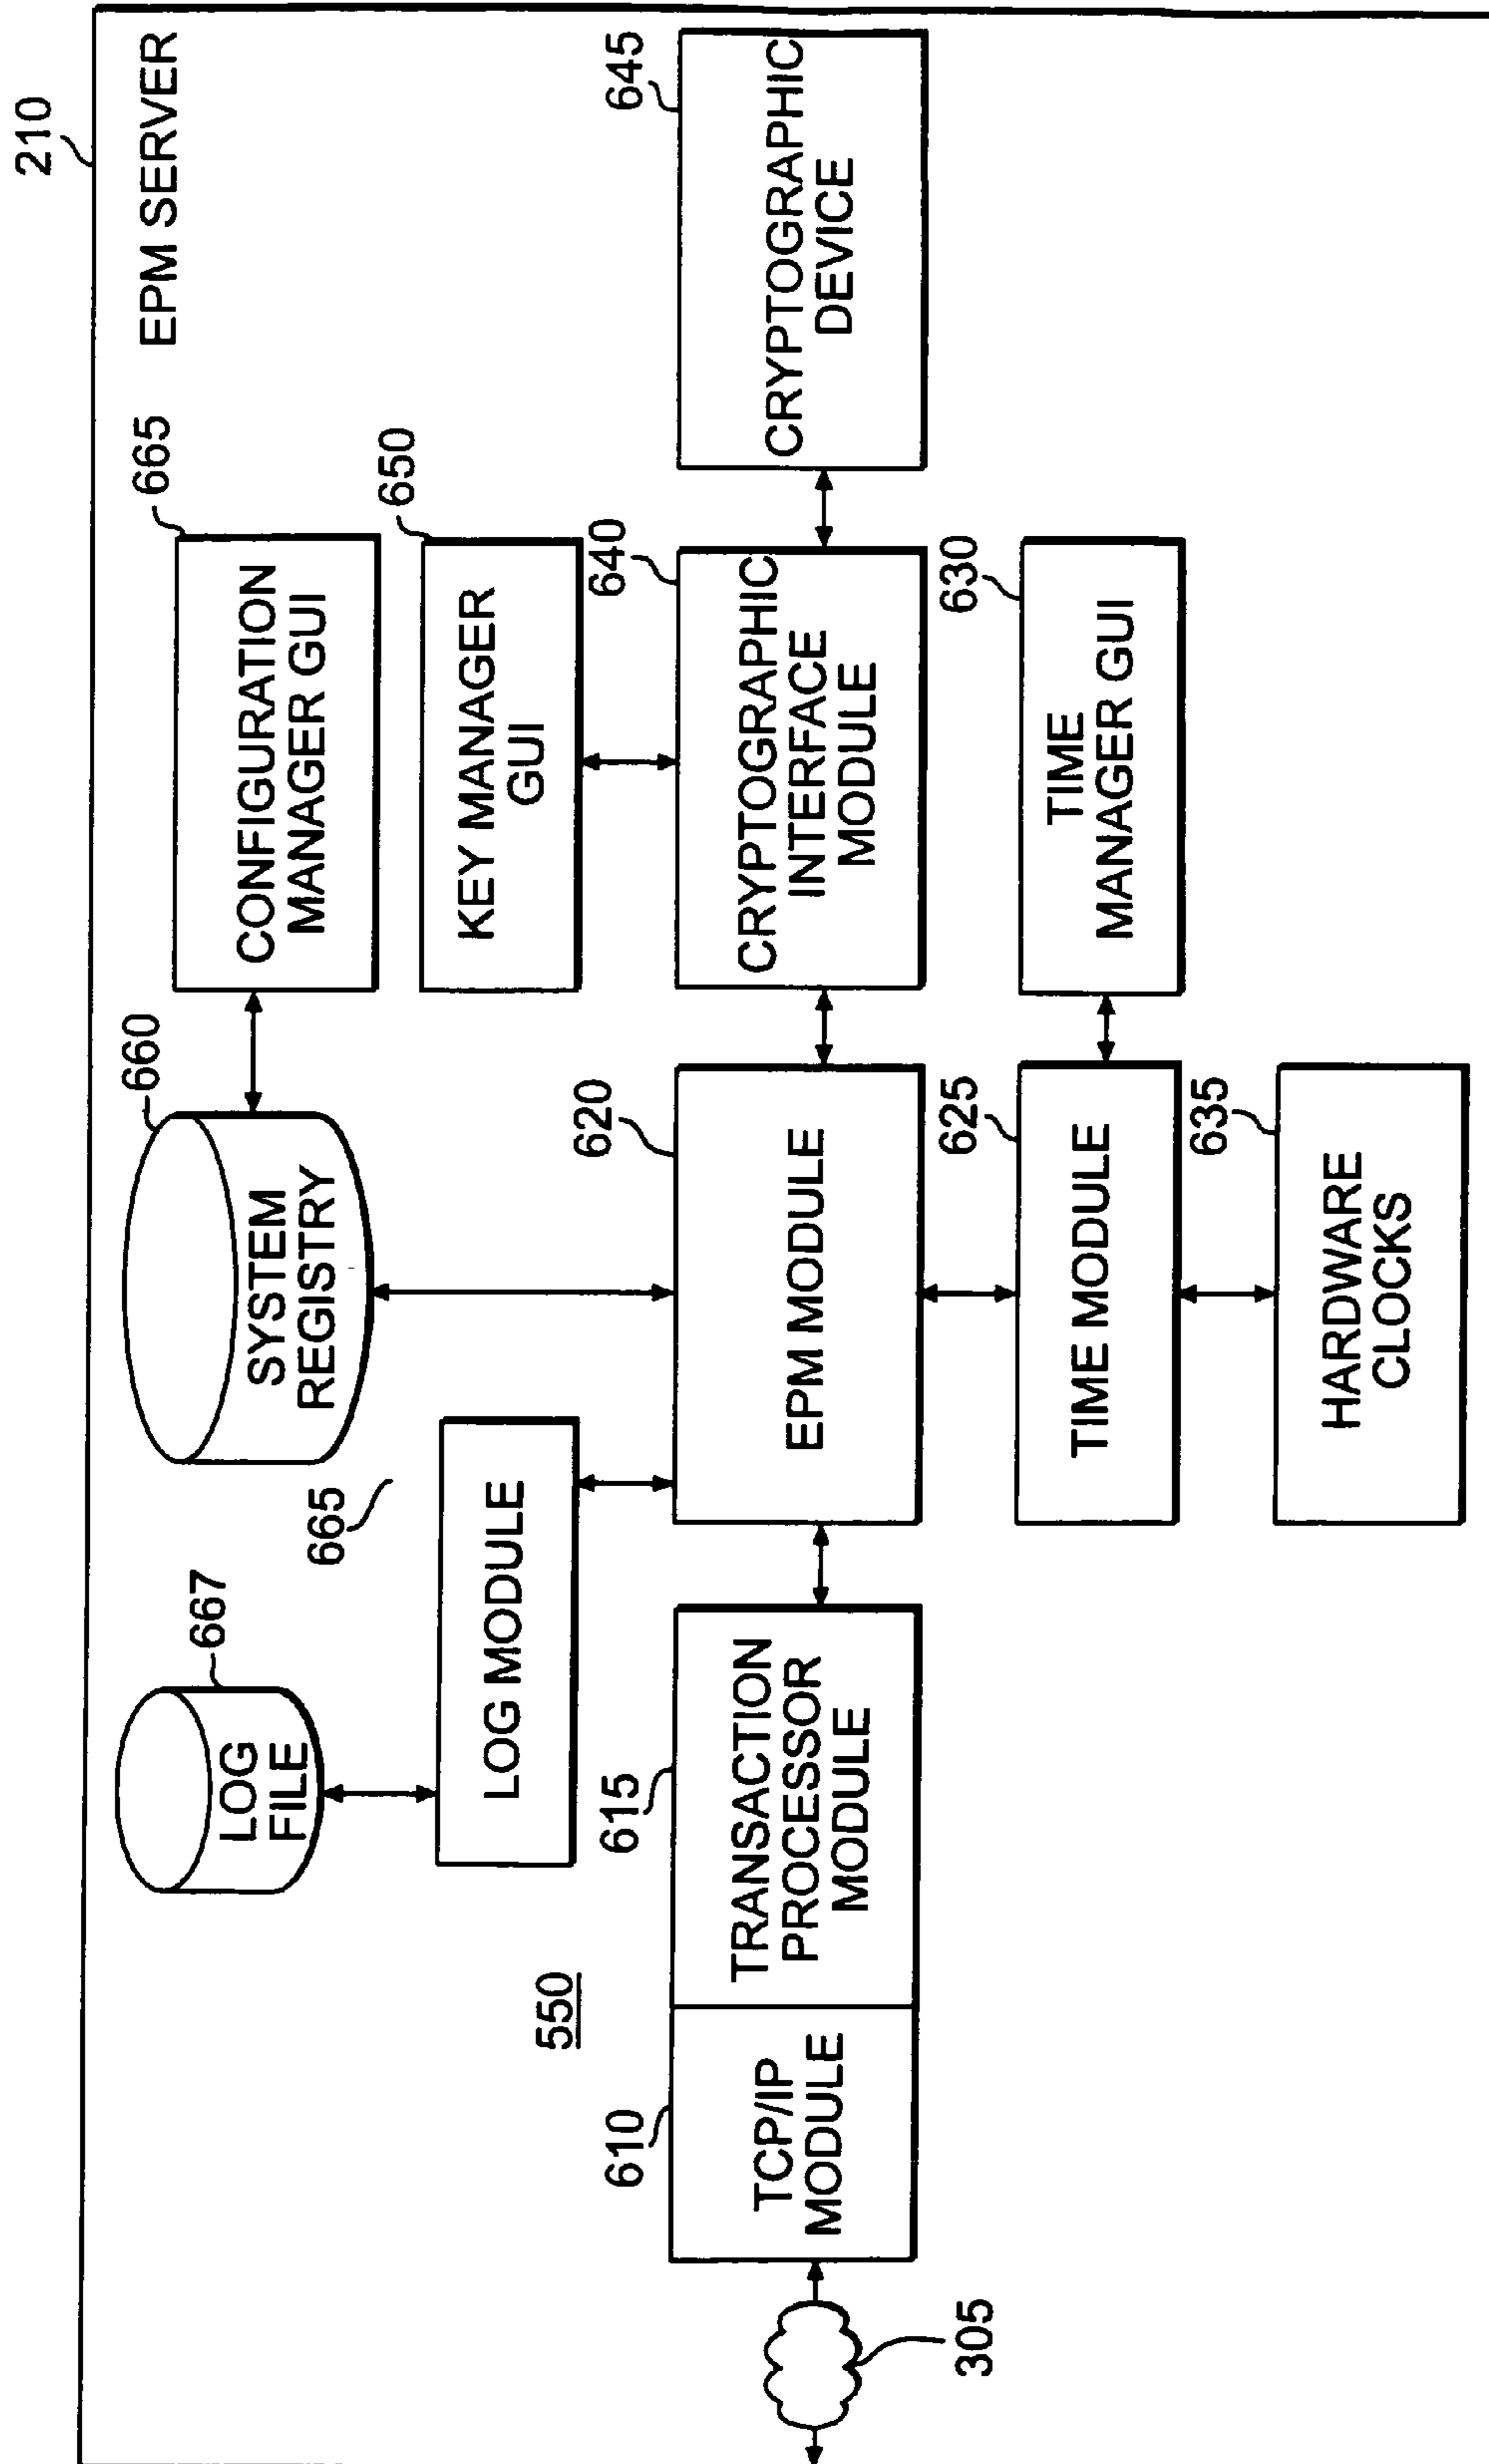 210
EPM SERVER
667
LOG
FILE
660
SYSTEM
REGISTRY
665
CONFIGURATION
MANAGER GUI
665
LOG MODULE
650
KEY MANAGER
GUI
550
610
TCP/IP
MODULE
615
TRANSACTION
PROCESSOR
MODULE
620
EPM MODULE
640
CRYPTOGRAPHIC
INTERFACE
MODULE
645
CRYPTOGRAPHIC
DEVICE
305
625
TIME MODULE
630
TIME
MANAGER GUI
635
HARDWARE
CLOCKS